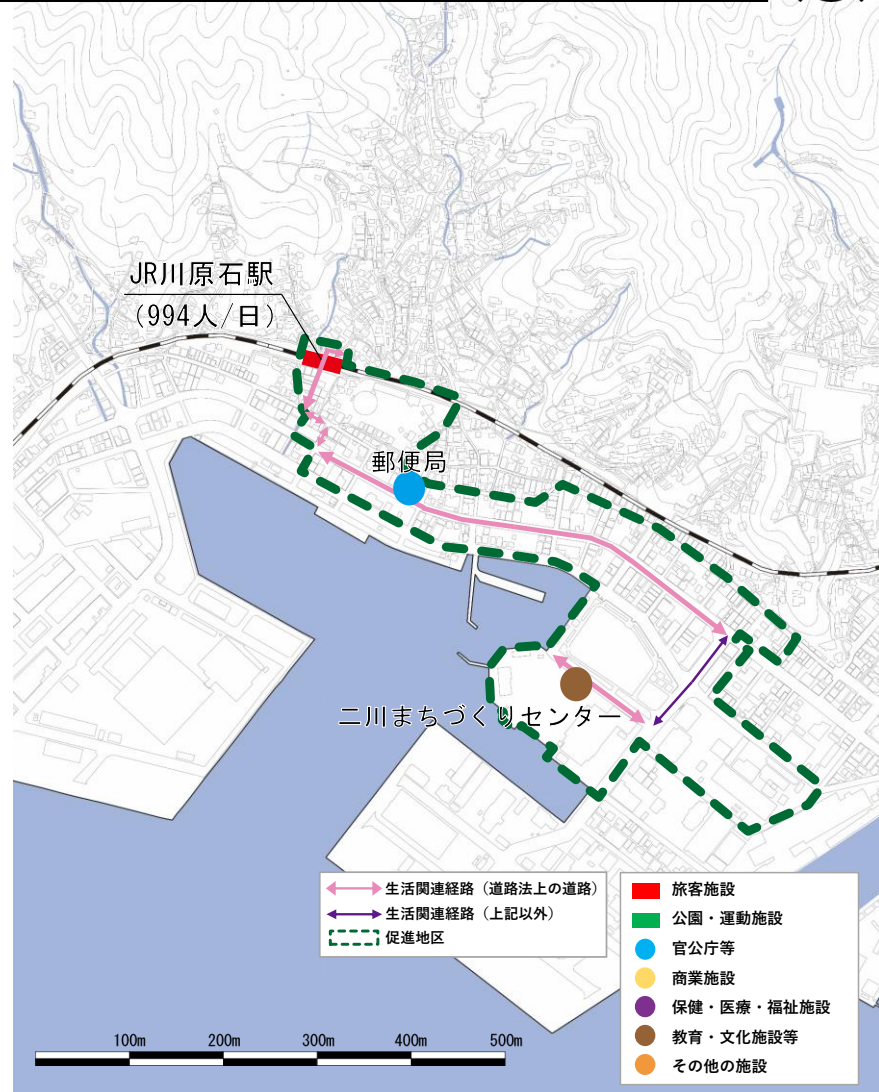 JR川原石駅
(994人/日)
郵便局
二川まちづくりセンター
生活関連経路（道路法上の道路）
生活関連経路（上記以外）
促進地区
旅客施設
公園・運動施設
官公庁等
商業施設
保健・医療・福祉施設
教育・文化施設等
その他の施設
100m 200m 300m 400m 500m